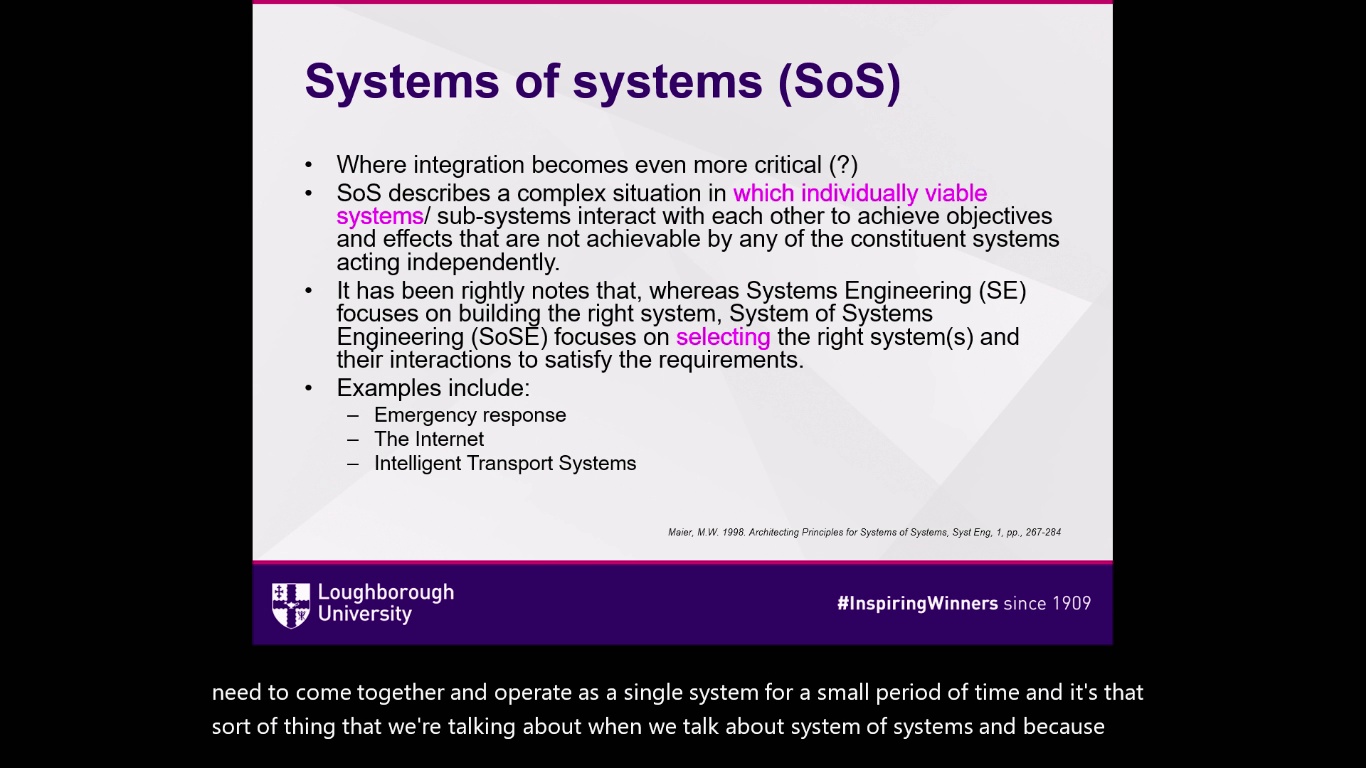 Systems of systems (SoS)
• Where integration becomes even more critical (?)
• SoS describes a complex situation in which individually viable
systems/ sub-systems interact with each other to achieve objectives
and effects that are not achievable by any of the constituent systems
acting independently.
• It has been rightly notes that, whereas Systems Engineering (SE)
focuses on building the right system, System of Systems
Engineering (SoSE) focuses on selecting the right system(s) and
their interactions to satisfy the requirements.
• Examples include:
– Emergency response
– The Internet
– Intelligent Transport Systems
Maier, M.W. 1998. Architecting Principles for Systems of Systems, Syst Eng, 1, pp., 267-284
Loughborough
University
#InspiringWinners since 1909
need to come together and operate as a single system for a small period of time and it's that
sort of thing that we're talking about when we talk about system of systems and because